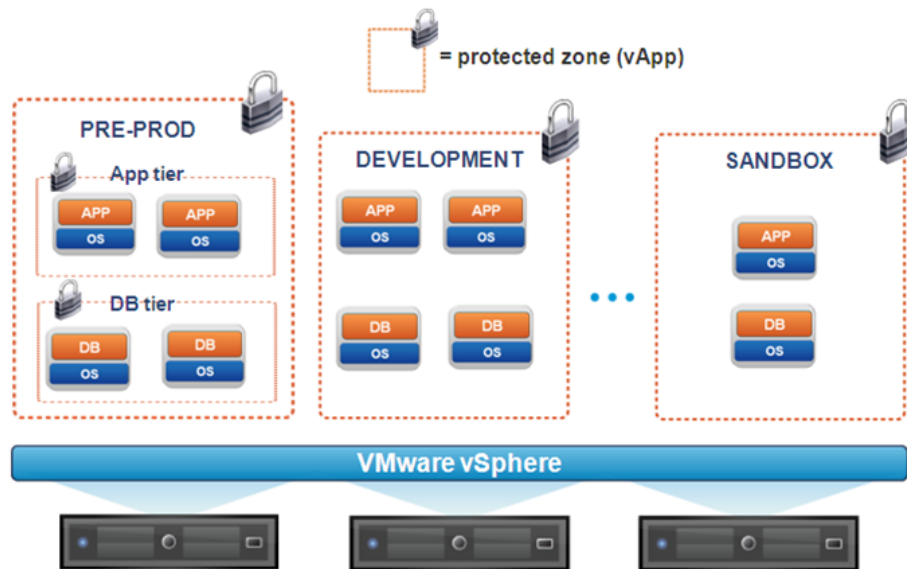 = protected zone (vApp)
PRE-PROD
App tier
APP
OS
APP
OS
DB tier
DB
OS
DB
OS
DEVELOPMENT
APP
OS
APP
OS
DB
OS
DB
OS
SANDBOX
APP
OS
DB
OS
VMware vSphere